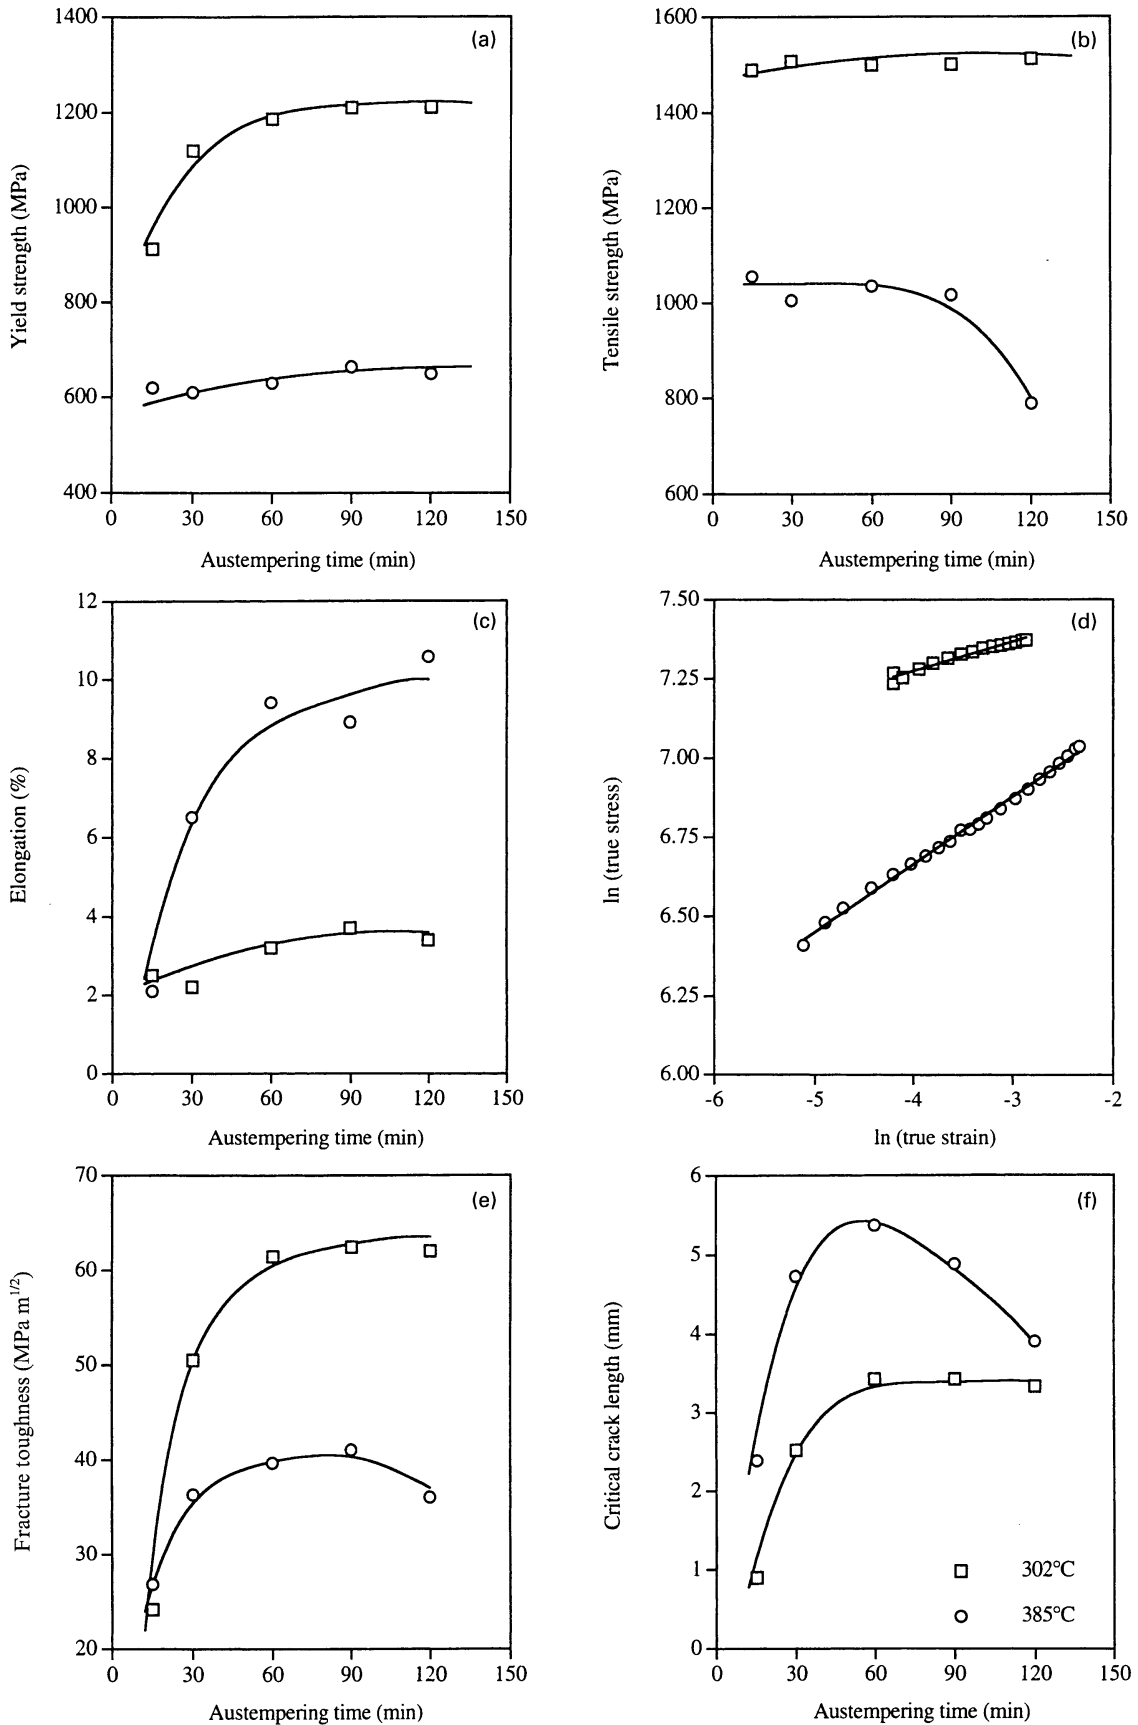 (a)
1400
1200
1000
800
600
400
Yield strength (MPa)
0 30 60 90 120 150
Austempering time (min)
(b)
1600
1400
1200
1000
800
600
Tensile strength (MPa)
0 30 60 90 120 150
Austempering time (min)
(c)
12
10
8
6
4
2
0
Elongation (%)
0 30 60 90 120 150
Austempering time (min)
(d)
7.50
7.25
7.00
6.75
6.50
6.25
6.00
ln (true stress)
-6 -5 -4 -3 -2
ln (true strain)
(e)
70
60
50
40
30
20
Fracture toughness (MPa m^1/2)
0 30 60 90 120 150
Austempering time (min)
(f)
6
5
4
3
2
1
0
Critical crack length (mm)
302°C
385°C
0 30 60 90 120 150
Austempering time (min)